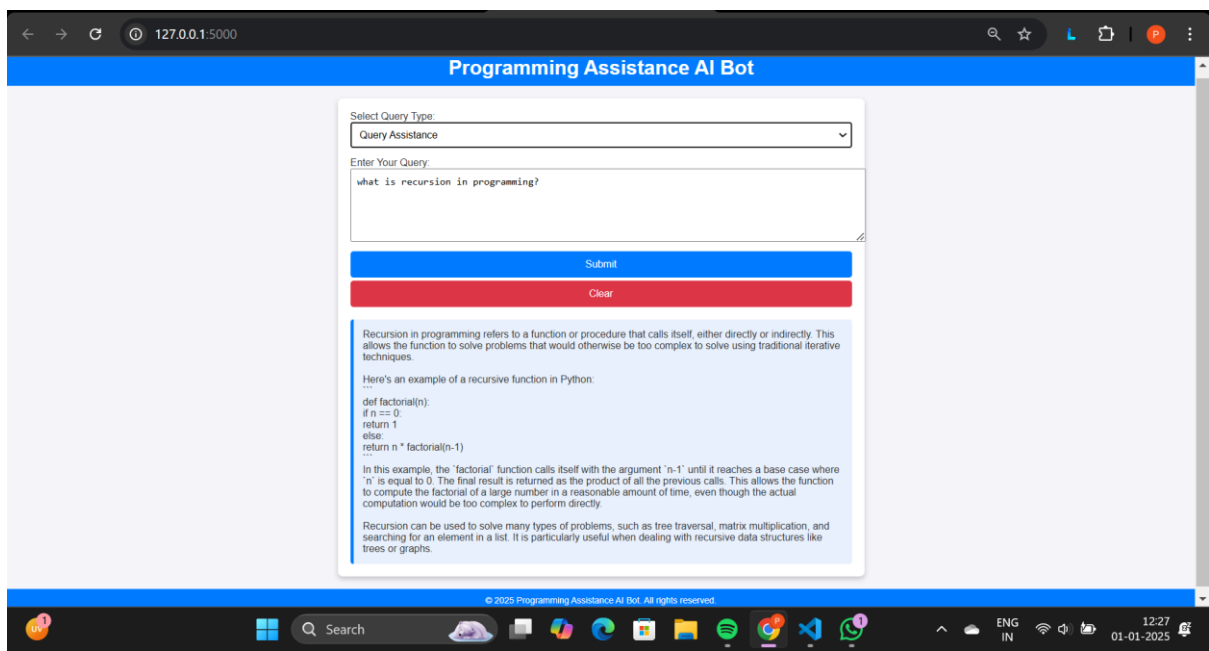 127.0.0.1:5000
L
P
Programming Assistance AI Bot
Select Query Type:
Query Assistance
Enter Your Query:
what is recursion in programming?
Submit
Clear
Recursion in programming refers to a function or procedure that calls itself, either directly or indirectly. This
allows the function to solve problems that would otherwise be too complex to solve using traditional iterative
techniques.
Here's an example of a recursive function in Python:
```
def factorial(n):
if n == 0:
return 1
else:
return n * factorial(n-1)
```
In this example, the `factorial` function calls itself with the argument `n-1` until it reaches a base case where
`n` is equal to 0. The final result is returned as the product of all the previous calls. This allows the function
to compute the factorial of a large number in a reasonable amount of time, even though the actual
computation would be too complex to perform directly.
Recursion can be used to solve many types of problems, such as tree traversal, matrix multiplication, and
searching for an element in a list. It is particularly useful when dealing with recursive data structures like
trees or graphs.
© 2025 Programming Assistance AI Bot. All rights reserved.
UV
1
Search
P
1
ENG
IN
12:27
01-01-2025